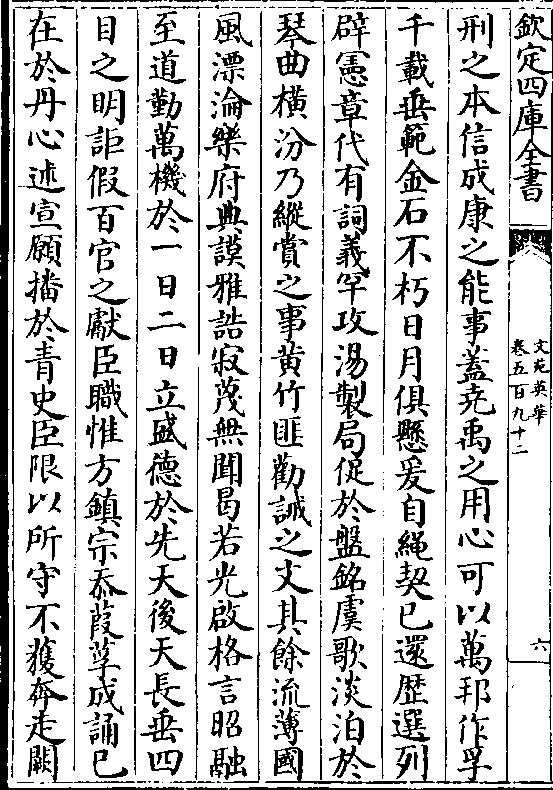 欽定四庫全書
文苑英華
卷五百九十二
六
刑之本信成康之能事蓋堯禹之用心可以萬邦作孚
千載垂範金石不朽日月俱懸爰自繩契已還歴選列
辟憲章代有詞義罕攻湯製局促於盤銘虞歌淡泊於
琴曲橫汾乃縱賞之事黃竹匪勸誡之文其餘流薄國
風漂淪樂府典謨雅誥寂蔑無聞曷若光啟格言昭融
至道勤萬機於一日二日立盛德於先天後天長垂四
目之明詎假百官之獻臣職惟方鎮宗忝葭莩成誦已
在於丹心述宣願播於青史臣限以所守不獲奔走闕